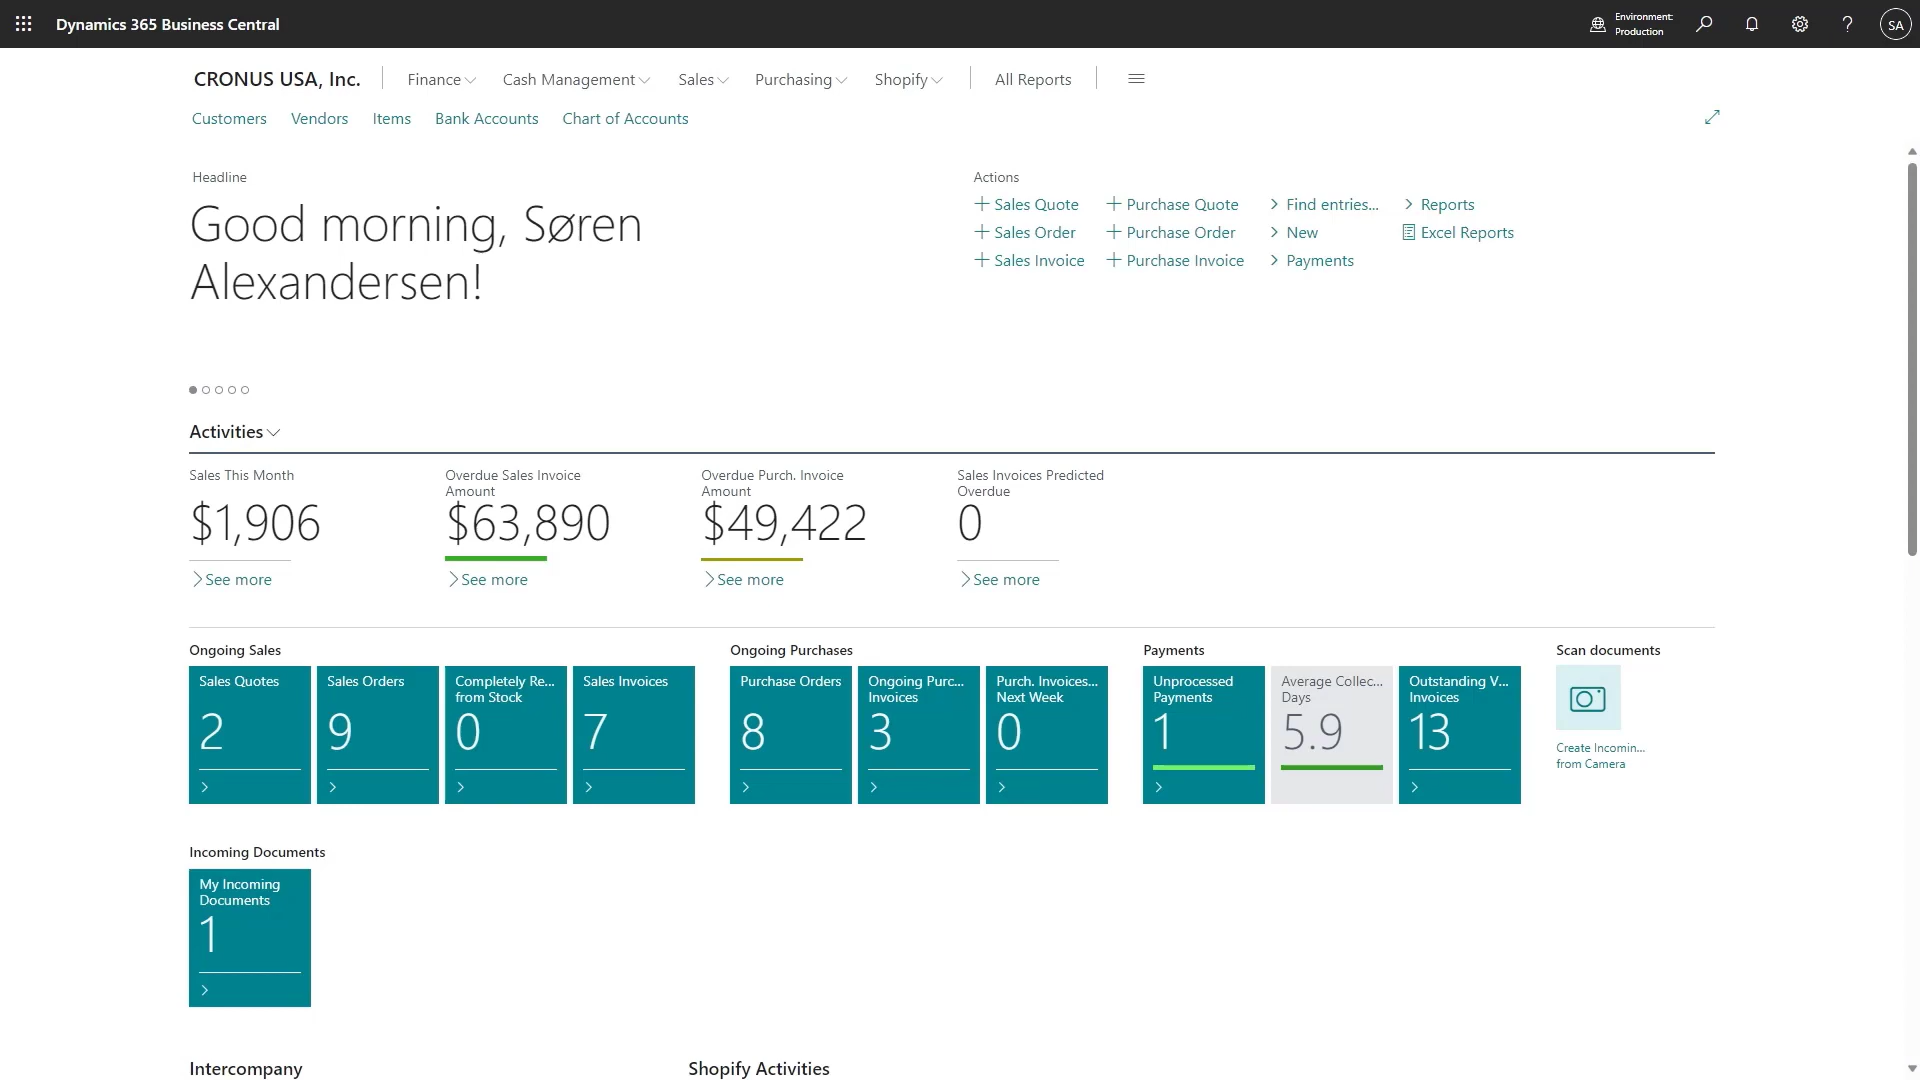 Dynamics 365 Business Central
Environment:
Production
SA
CRONUS USA, Inc.
Finance
Cash Management
Sales
Purchasing
Shopify
All Reports
Customers
Vendors
Items
Bank Accounts
Chart of Accounts
Headline
Good morning, Søren
Alexandersen!
Actions
Sales Quote
Purchase Quote
Find entries...
Reports
Sales Order
Purchase Order
New
Excel Reports
Sales Invoice
Purchase Invoice
Payments
Activities
Sales This Month
$1,906
See more
Overdue Sales Invoice
Amount
$63,890
See more
Overdue Purch. Invoice
Amount
$49,422
See more
Sales Invoices Predicted
Overdue
0
See more
Ongoing Sales
Sales Quotes
2
Sales Orders
9
Completely Re...
from Stock
0
Sales Invoices
7
Ongoing Purchases
Purchase Orders
8
Ongoing Purc...
Invoices
3
Purch. Invoices...
Next Week
0
Payments
Unprocessed
Payments
1
Average Collec...
Days
5.9
Outstanding V...
Invoices
13
Scan documents
Create Incomin...
from Camera
Incoming Documents
My Incoming
Documents
1
Intercompany
Shopify Activities